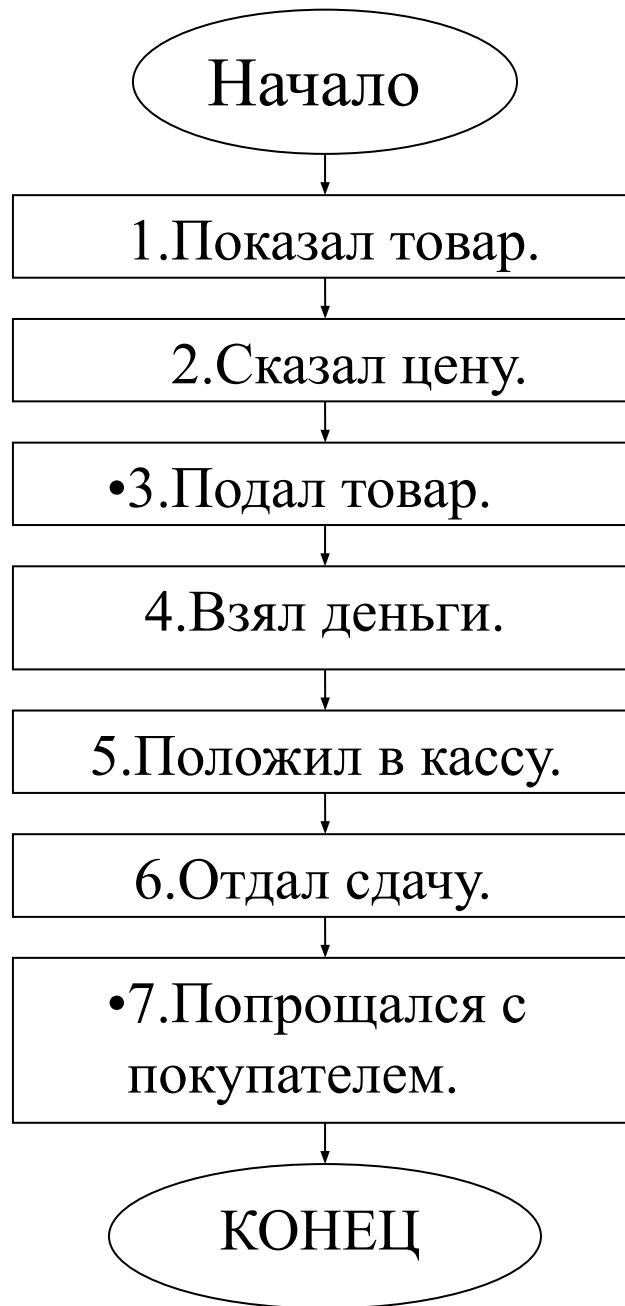 Начало
1.Показал товар.
2.Сказал цену.
•3.Подал товар.
4.Взял деньги.
5.Положил в кассу.
6.Отдал сдачу.
•7.Попрощался с
покупателем.
КОНЕЦ